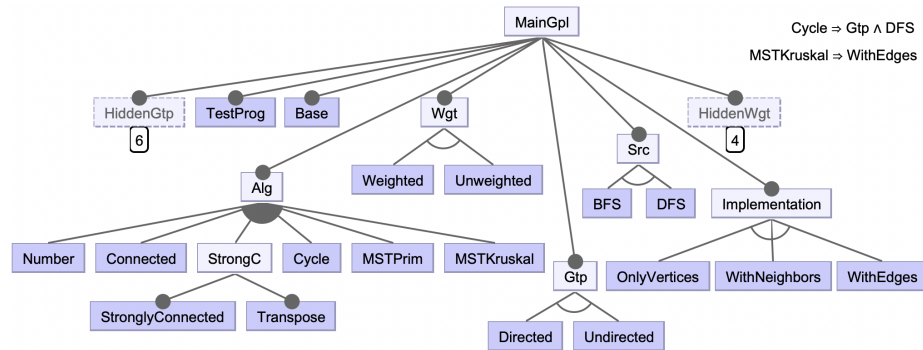 MainGpl
Cycle ⇒ Gtp ∧ DFS
MSTKruskal ⇒ WithEdges
HiddenGtp
TestProg
Base
Wgt
HiddenWgt
6
4
Src
Weighted
Unweighted
Alg
BFS
DFS
Implementation
Number
Connected
StrongC
Cycle
MSTPrim
MSTKruskal
Gtp
OnlyVertices
WithNeighbors
WithEdges
StronglyConnected
Transpose
Directed
Undirected